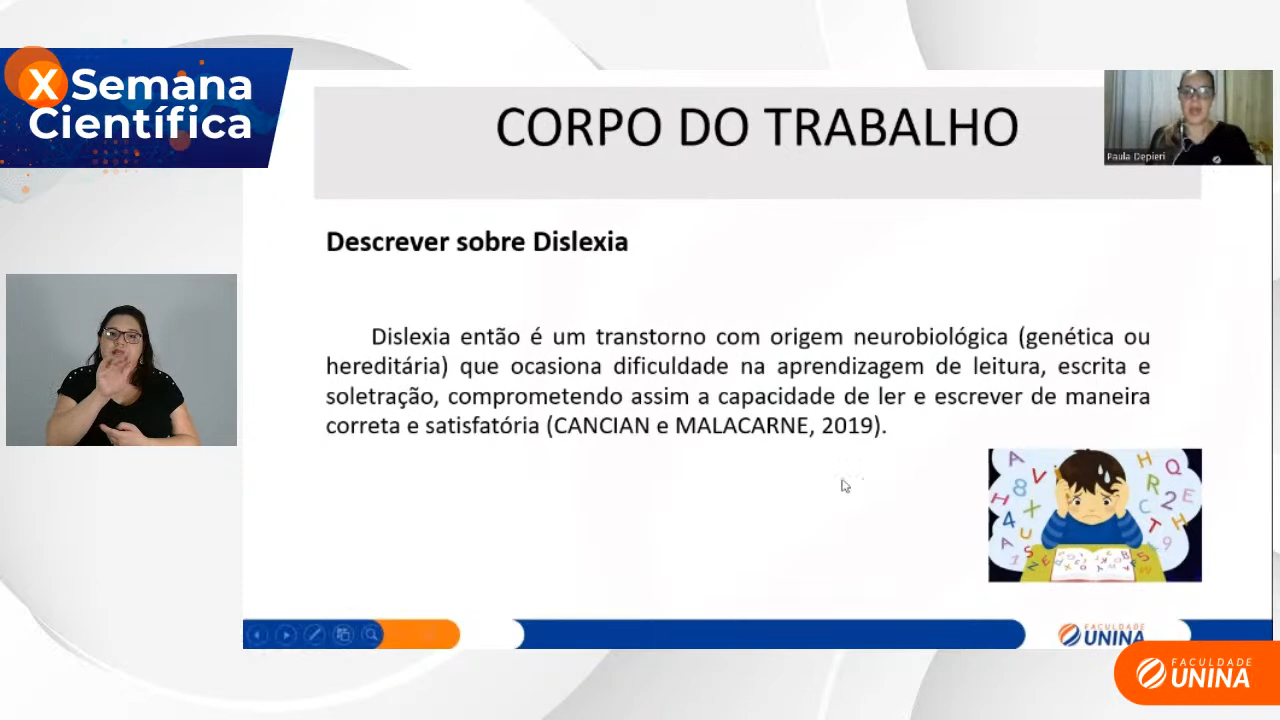 X Semana
Científica
CORPO DO TRABALHO
Paula Depieri
Descrever sobre Dislexia
Dislexia então é um transtorno com origem neurobiológica (genética ou
hereditária) que ocasiona dificuldade na aprendizagem de leitura, escrita e
soletração, comprometendo assim a capacidade de ler e escrever de maneira
correta e satisfatória (CANCIAN e MALACARNE, 2019).
FACULDADE
UNINA
FACULDADE
UNINA